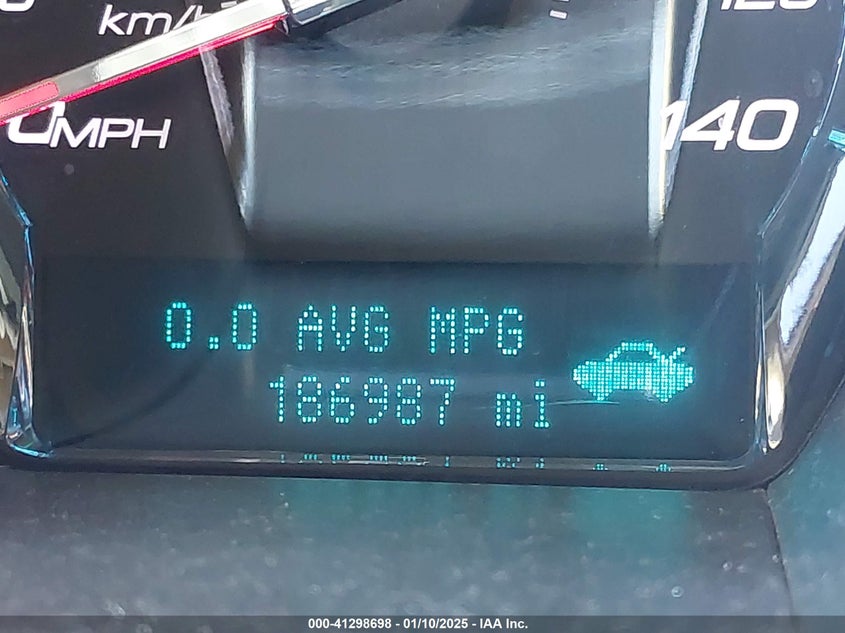 km/h
0MPH
140
0.0 AVG MPG
186987 mi
000-41298698 - 01/10/2025 - IAA Inc.